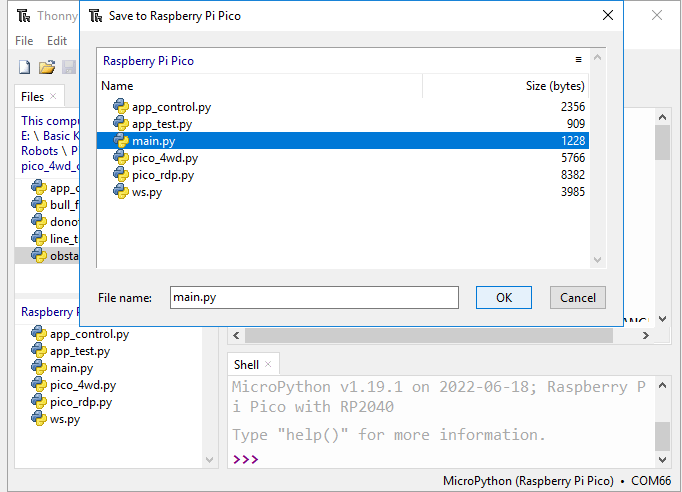 Thonny
Save to Raspberry Pi Pico
File Edit
Raspberry Pi Pico
Name Size (bytes)
app_control.py 2356
app_test.py 909
main.py 1228
pico_4wd.py 5766
pico_rdp.py 8382
ws.py 3985
File name: main.py OK Cancel
Files
This compu
E: \ Basic K
Robots \ P
pico_4wd_c
app_c
bull_f
donot
line_t
obsta
Raspberry P
app_control.py
app_test.py
main.py
pico_4wd.py
pico_rdp.py
ws.py
Shell
MicroPython v1.19.1 on 2022-06-18; Raspberry P
i Pico with RP2040
Type "help()" for more information.
>>>
MicroPython (Raspberry Pi Pico) • COM66